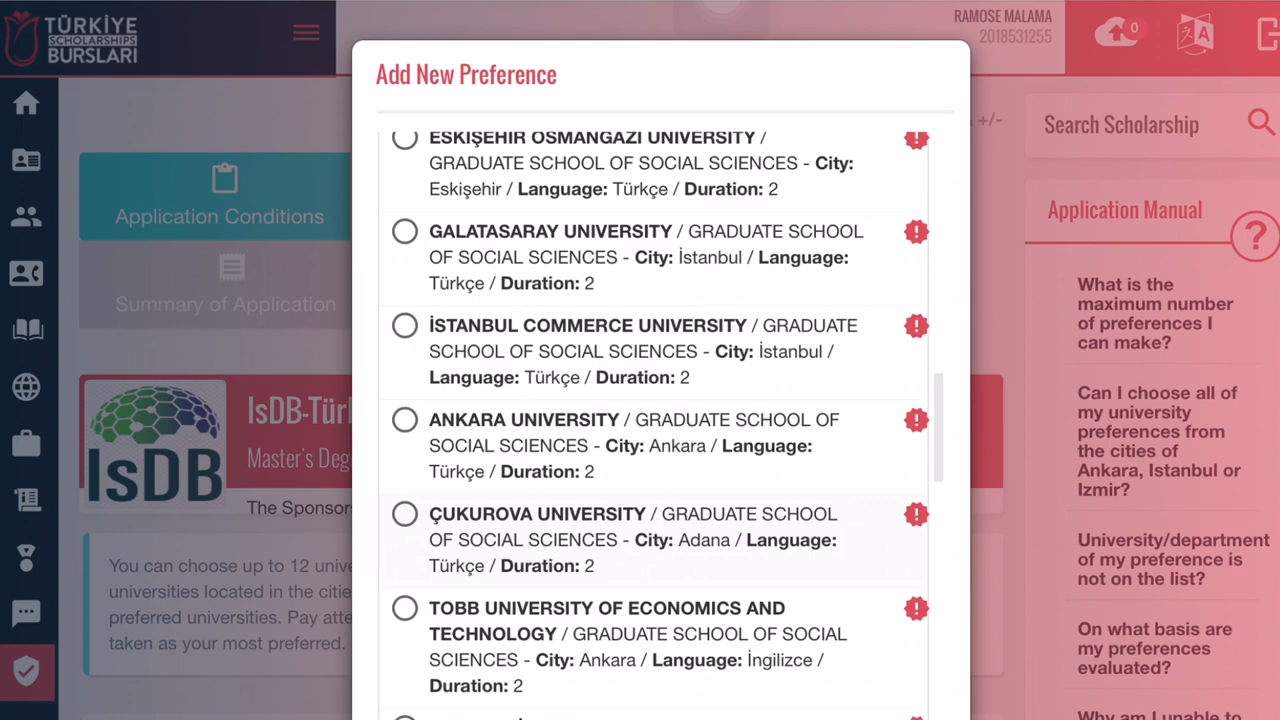 TÜRKİYE
SCHOLARSHIPS
BURSLARI
RAMOSE MALAMA
2018531255
0
A
Add New Preference
ESKİŞEHİR OSMANGAZİ UNIVERSITY /
GRADUATE SCHOOL OF SOCIAL SCIENCES - City:
Eskişehir / Language: Türkçe / Duration: 2
GALATASARAY UNIVERSITY / GRADUATE SCHOOL
OF SOCIAL SCIENCES - City: İstanbul / Language:
Türkçe / Duration: 2
İSTANBUL COMMERCE UNIVERSITY / GRADUATE
SCHOOL OF SOCIAL SCIENCES - City: İstanbul /
Language: Türkçe / Duration: 2
ANKARA UNIVERSITY / GRADUATE SCHOOL OF
SOCIAL SCIENCES - City: Ankara / Language:
Türkçe / Duration: 2
ÇUKUROVA UNIVERSITY / GRADUATE SCHOOL
OF SOCIAL SCIENCES - City: Adana / Language:
Türkçe / Duration: 2
TOBB UNIVERSITY OF ECONOMICS AND
TECHNOLOGY / GRADUATE SCHOOL OF SOCIAL
SCIENCES - City: Ankara / Language: İngilizce /
Duration: 2
Application Conditions
Summary of Application
IsDB
IsDB-Tür
Master's Deg
The Sponsor
You can choose up to 12 unive
universities located in the citie
preferred universities. Pay atte
taken as your most preferred.
+/-
Search Scholarship
Application Manual
?
What is the
maximum number
of preferences I
can make?
Can I choose all of
my university
preferences from
the cities of
Ankara, Istanbul or
Izmir?
University/department
of my preference is
not on the list?
On what basis are
my preferences
evaluated?
Why am I unable to